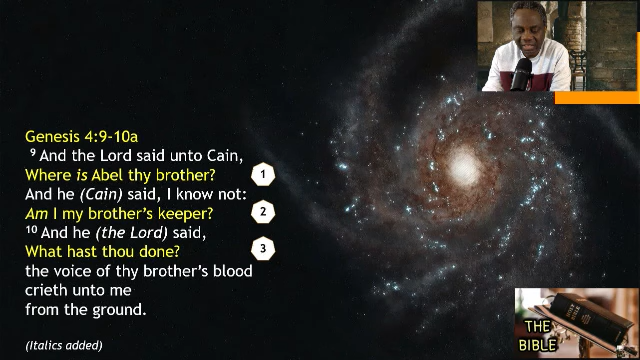 Genesis 4:9-10a
9 And the Lord said unto Cain,
Where is Abel thy brother? 1
And he (Cain) said, I know not:
Am I my brother's keeper? 2
10 And he (the Lord) said,
What hast thou done? 3
the voice of thy brother's blood
crieth unto me
from the ground.
(Italics added)
THE
BIBLE
HOLY BIBLE